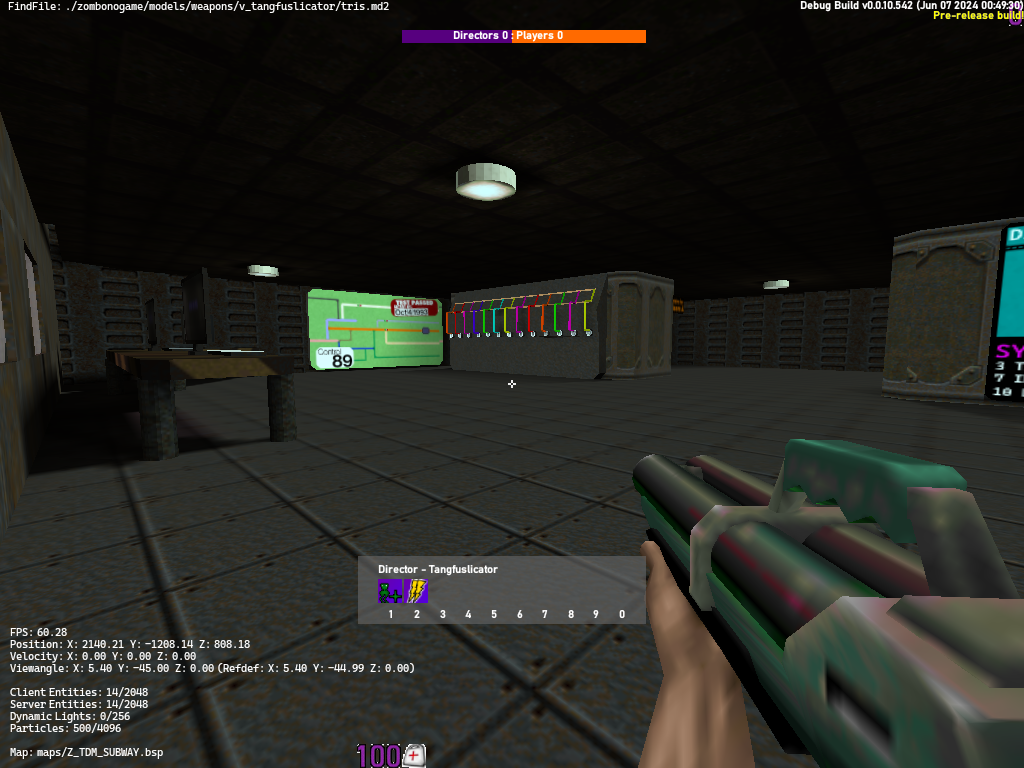 FindFile: ./zombonogame/models/weapons/v_tangfuslicator/tris.md2
Debug Build v0.0.10.542 (Jun 07 2024 00:49:30)
Pre-release build!
Directors 0 : Players 0
TEST PASSED
Oct 4 1993
Control
89
D
SY
3 T
7 I
10
Director - Tangfuslicator
1 2 3 4 5 6 7 8 9 0
FPS: 60.28
Position: X: 2140.21 Y: -1208.14 Z: 808.18
Velocity: X: 0.00 Y: 0.00 Z: 0.00
Viewangle: X: 5.40 Y: -45.00 Z: 0.00 (Refdef: X: 5.40 Y: -44.99 Z: 0.00)
Client Entities: 14/2048
Server Entities: 14/2048
Dynamic Lights: 0/256
Particles: 500/4096
Map: maps/Z_TDM_SUBWAY.bsp
100